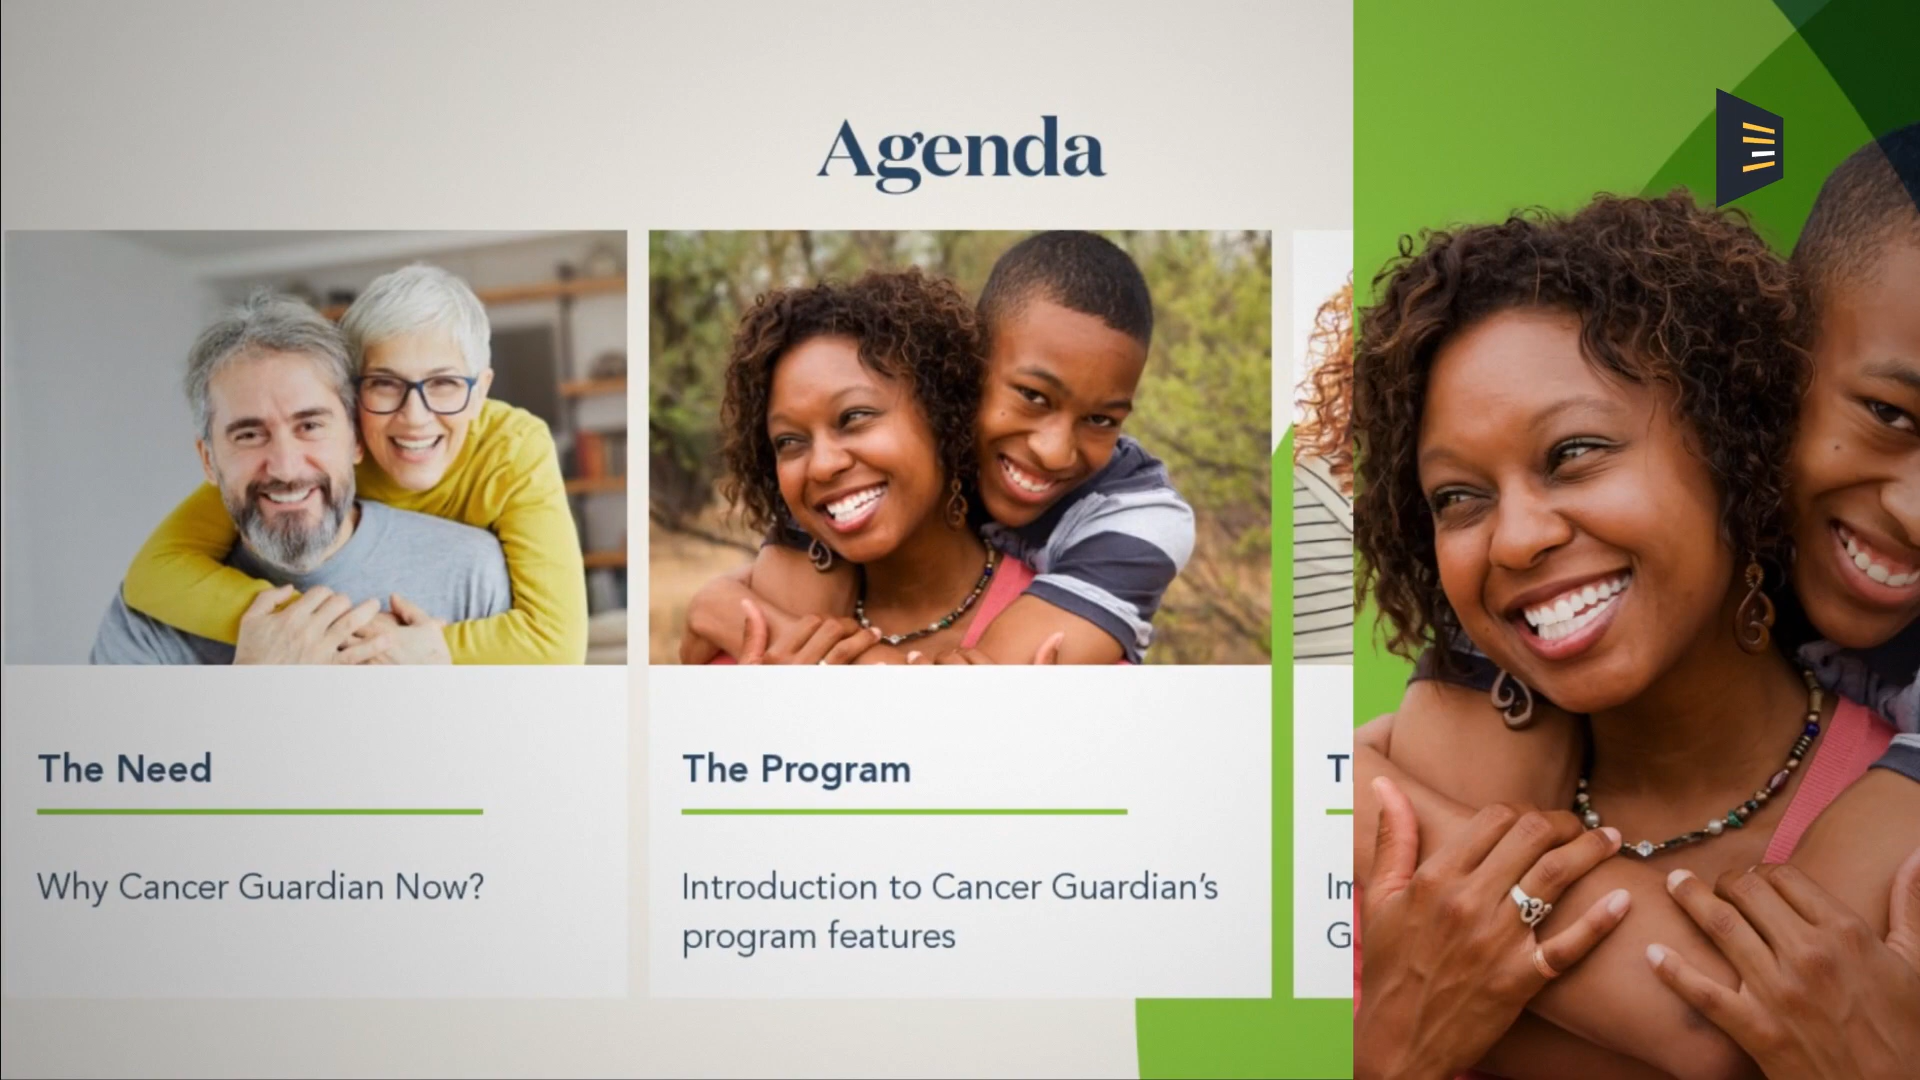 Agenda
The Need
Why Cancer Guardian Now?
The Program
Introduction to Cancer Guardian's
program features